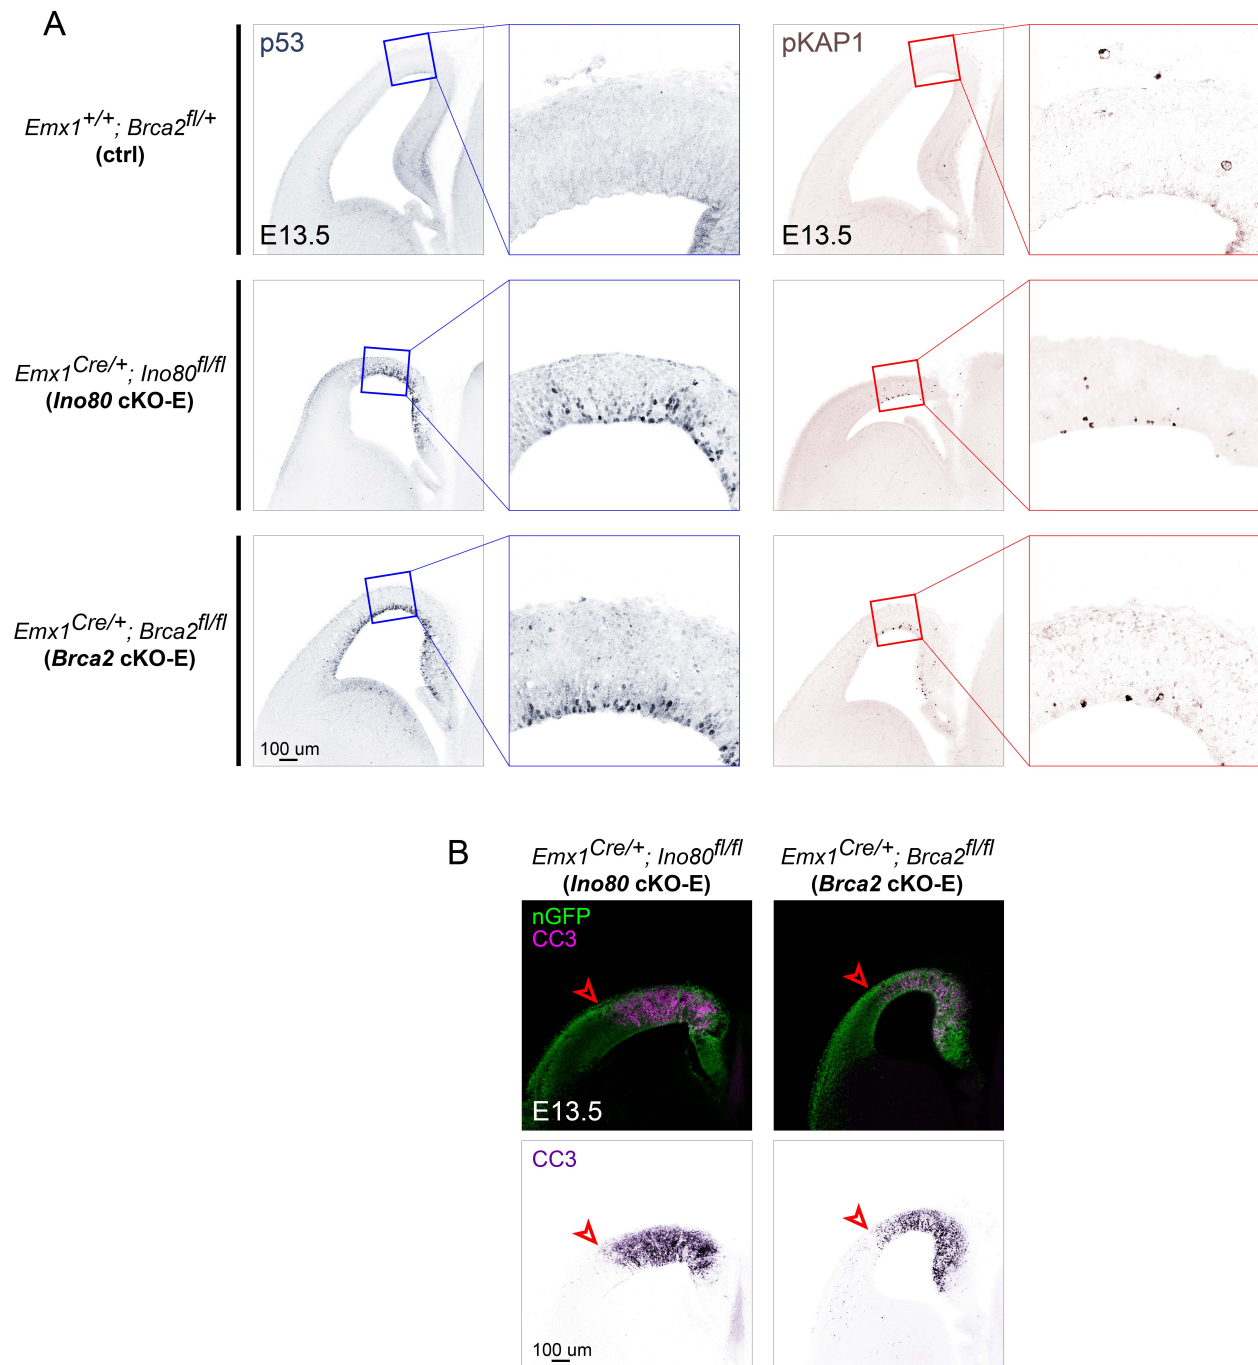 A
p53
pKAP1
Emx1+/+; Brca2fl/+
(ctrl)
E13.5
E13.5
Emx1Cre/+; Ino80fl/fl
(Ino80 cKO-E)
Emx1Cre/+; Brca2fl/fl
(Brca2 cKO-E)
100 um
B
Emx1Cre/+; Ino80fl/fl
(Ino80 cKO-E)
Emx1Cre/+; Brca2fl/fl
(Brca2 cKO-E)
nGFP
CC3
E13.5
CC3
100 um